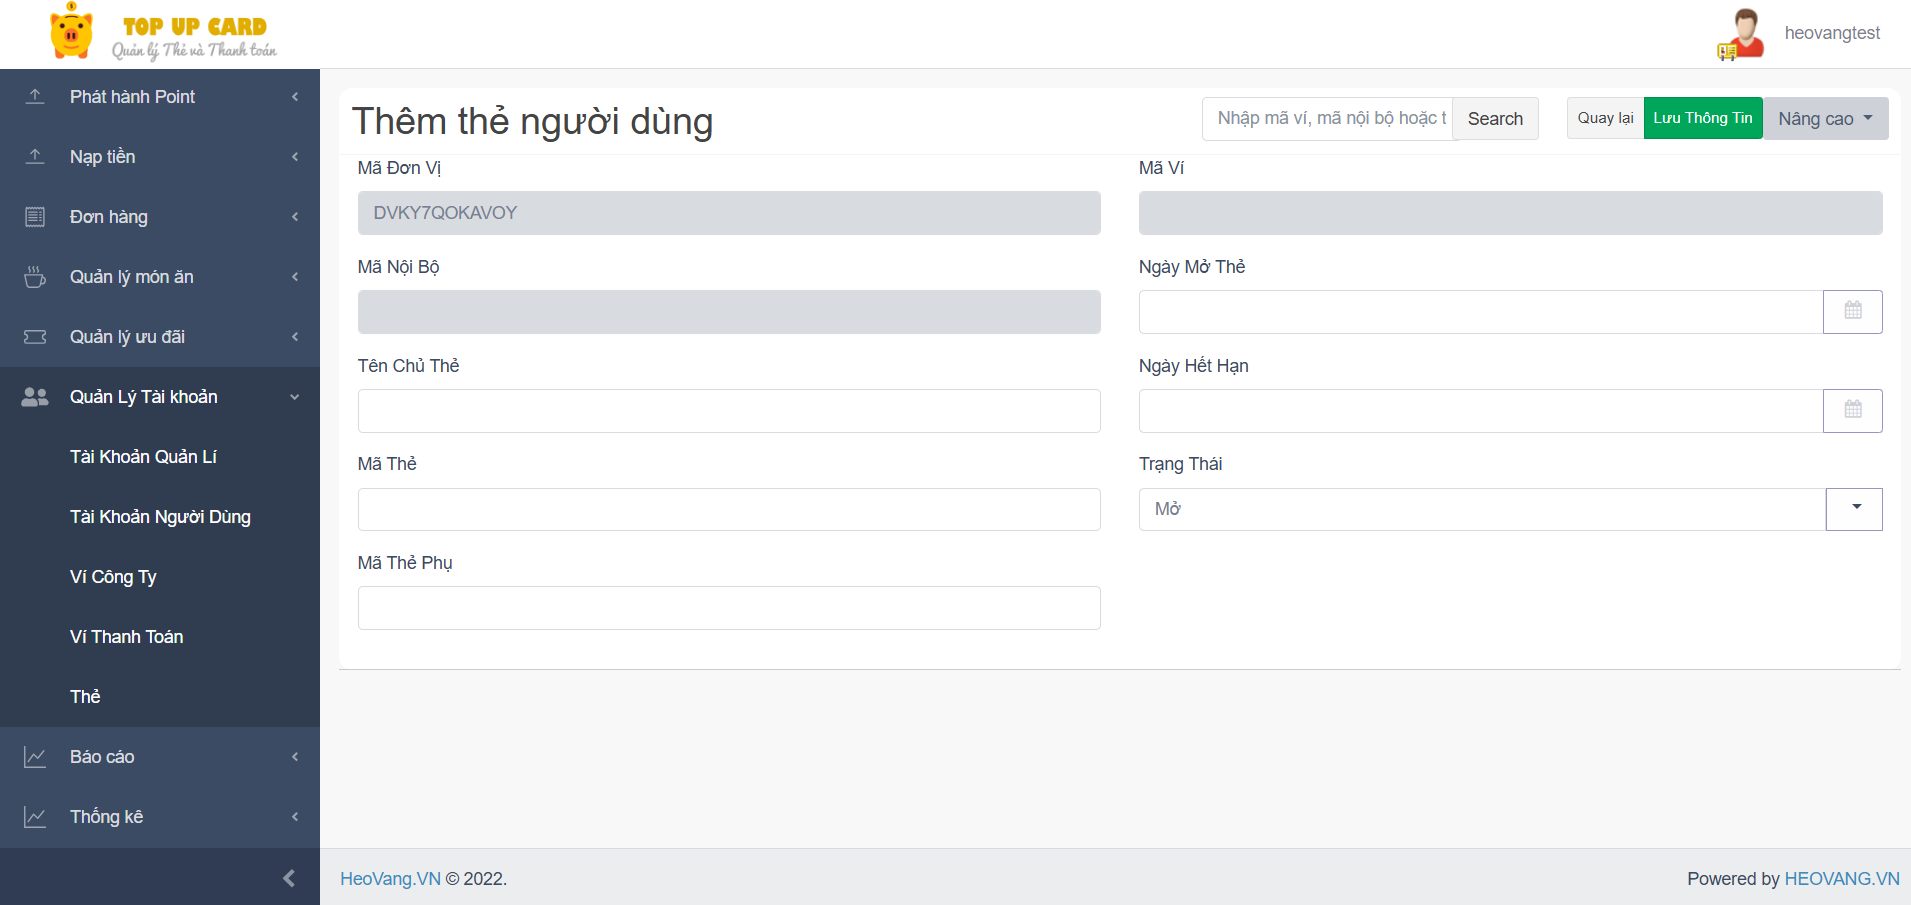 TOP UP CARD
Quản lý Thẻ và Thanh toán
heovangtest
Phát hành Point
Nạp tiền
Đơn hàng
Quản lý món ăn
Quản lý ưu đãi
Quản Lý Tài khoản
Tài Khoản Quản Lí
Tài Khoản Người Dùng
Ví Công Ty
Ví Thanh Toán
Thẻ
Báo cáo
Thống kê
Thêm thẻ người dùng
Nhập mã ví, mã nội bộ hoặc t
Search
Quay lại
Lưu Thông Tin
Nâng cao
Mã Đơn Vị
DVKY7QOKAVOY
Mã Ví
Mã Nội Bộ
Ngày Mở Thẻ
Tên Chủ Thẻ
Ngày Hết Hạn
Mã Thẻ
Trạng Thái
Mở
Mã Thẻ Phụ
HeoVang.VN © 2022.
Powered by HEOVANG.VN